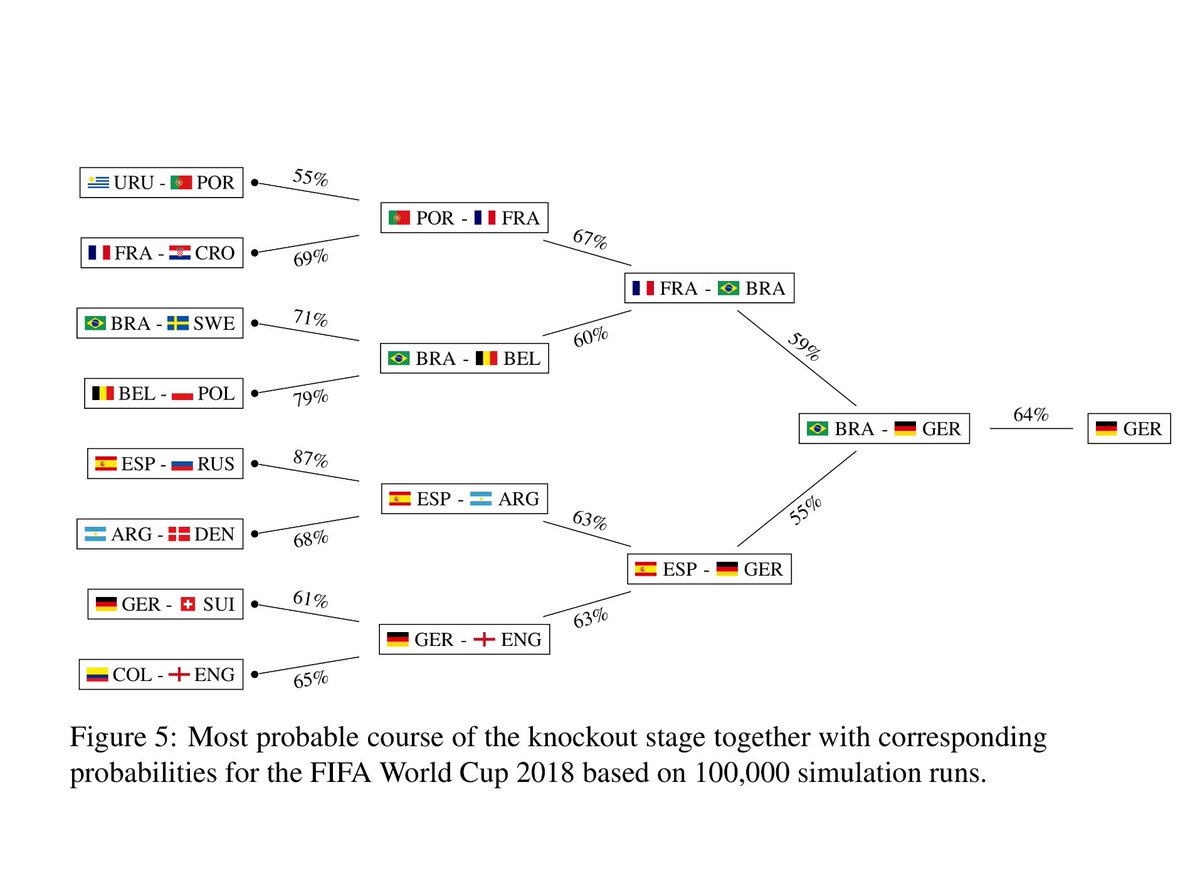 URU - POR
55%
FRA - CRO
69%
POR - FRA
67%
BRA - SWE
71%
BEL - POL
79%
BRA - BEL
60%
FRA - BRA
59%
ESP - RUS
87%
ARG - DEN
68%
ESP - ARG
63%
GER - SUI
61%
COL - ENG
65%
GER - ENG
63%
ESP - GER
55%
BRA - GER
64%
GER
Figure 5: Most probable course of the knockout stage together with corresponding
probabilities for the FIFA World Cup 2018 based on 100,000 simulation runs.